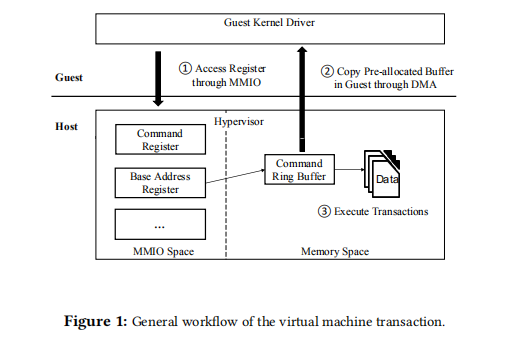 Guest Kernel Driver
① Access Register
through MMIO
② Copy Pre-allocated Buffer
in Guest through DMA
Guest
Host
Hypervisor
Command
Register
Base Address
Register
...
MMIO Space
Command
Ring Buffer
Data
③ Execute Transactions
Memory Space
Figure 1: General workflow of the virtual machine transaction.